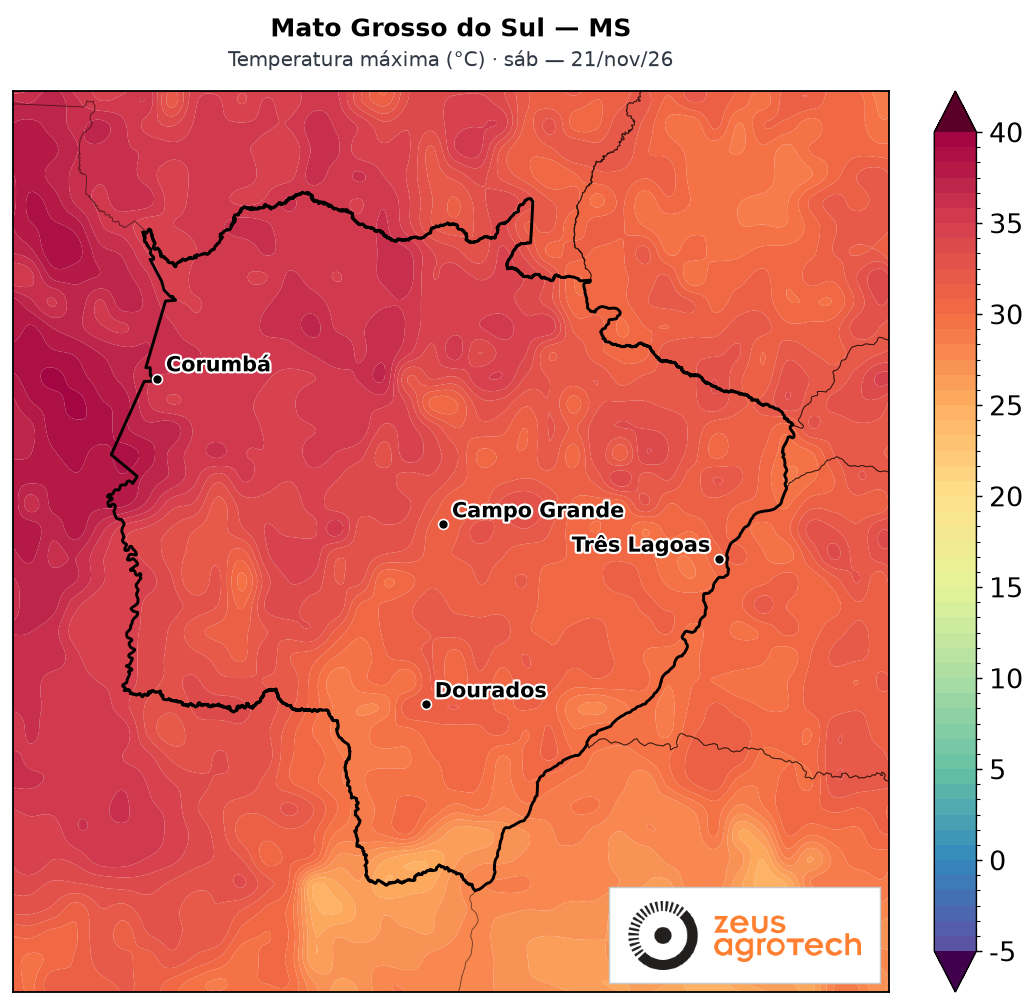 Mato Grosso do Sul — MS
Temperatura máxima (°C) · sáb — 21/nov/26
40
35
30
25
20
15
10
5
0
-5
Corumbá
Campo Grande
Três Lagoas
Dourados
zeus
agrotech